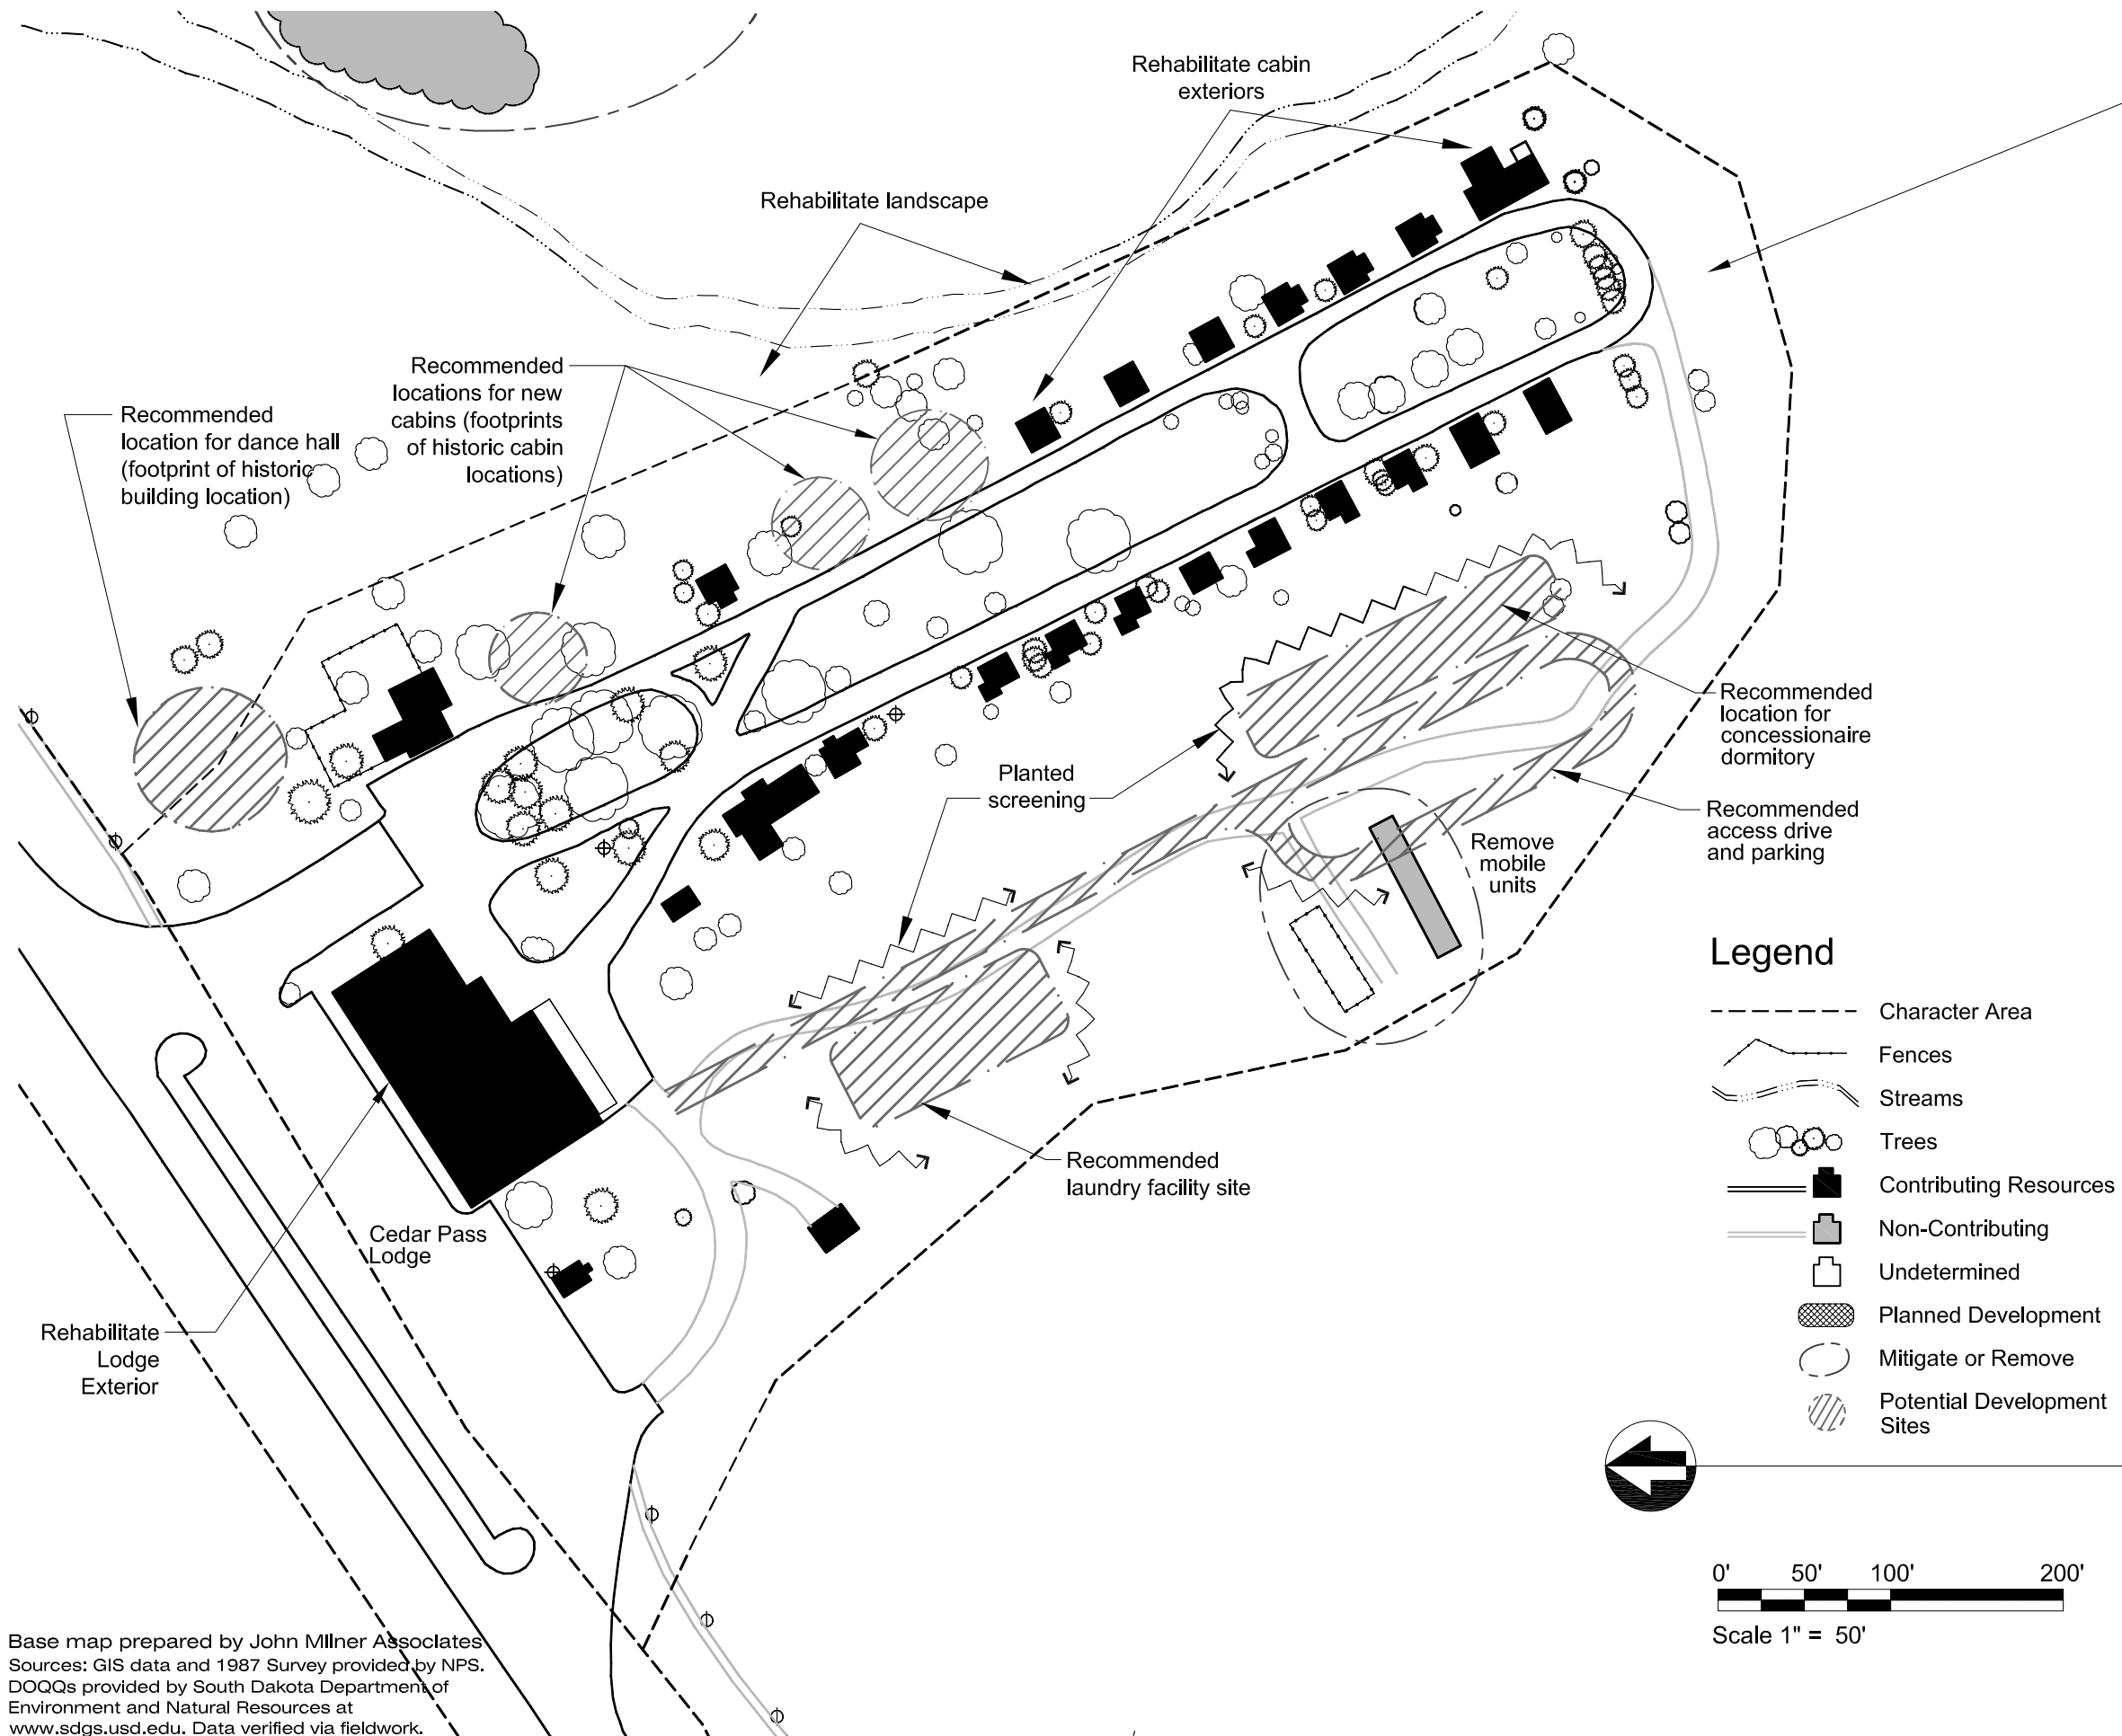 Rehabilitate cabin
exteriors
Rehabilitate landscape
Recommended
locations for new
cabins (footprints
of historic cabin
locations)
Recommended
location for dance hall
(footprint of historic
building location)
Recommended
location for
concessionaire
dormitory
Planted
screening
Recommended
access drive
and parking
Remove
mobile
units
Recommended
laundry facility site
Cedar Pass
Lodge
Rehabilitate
Lodge
Exterior
Legend
Character Area
Fences
Streams
Trees
Contributing Resources
Non-Contributing
Undetermined
Planned Development
Mitigate or Remove
Potential Development
Sites
0' 50' 100' 200'
Scale 1" = 50'
Base map prepared by John MIlner Associates
Sources: GIS data and 1987 Survey provided by NPS.
DOQQs provided by South Dakota Department of
Environment and Natural Resources at
www.sdgs.usd.edu. Data verified via fieldwork.